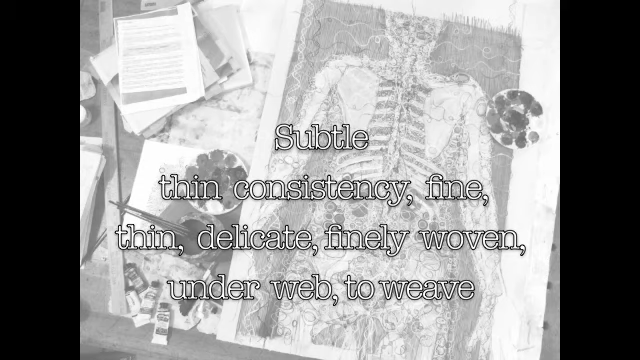 Subtle
thin consistency, fine,
thin, delicate, finely woven,
under web, to weave